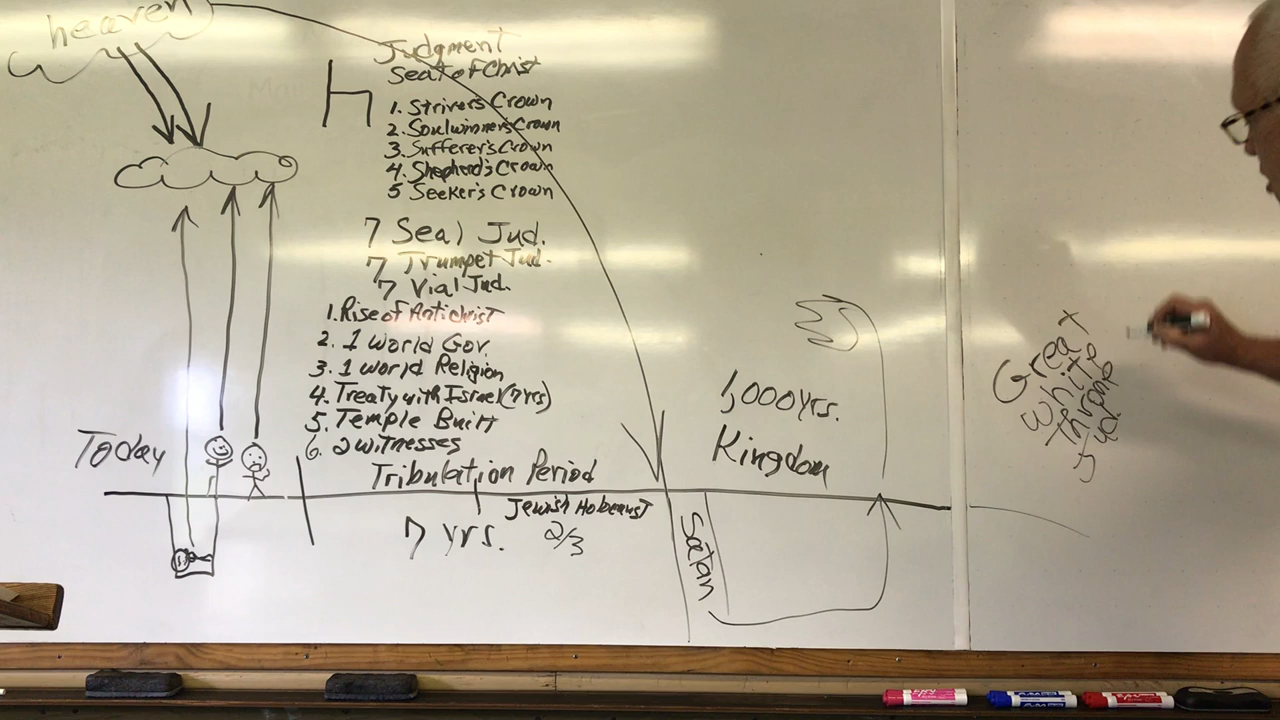 heaven
Judgment
Seat of Christ
1. Strivers Crown
2. Soulwinner's Crown
3. Sufferer's Crown
4. Shepherd's Crown
5 Seeker's Crown
7 Seal Jud.
7 Trumpet Jud.
7 Vial Jud.
1. Rise of Antichrist
2. 1 World Gov.
3. 1 World Religion
4. Treaty with Israel (7yrs)
5. Temple Built
6. 2 witnesses
Today
Tribulation Period
7 yrs.
Jewish Holocaust
2/3
1,000 yrs.
Kingdom
Satan
Great
White
Throne
Jud.